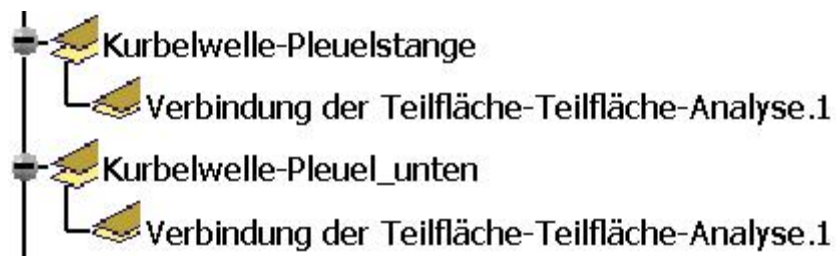 Kurbelwelle-Pleuelstange
Verbindung der Teilfläche-Teilfläche-Analyse.1
Kurbelwelle-Pleuel_unten
Verbindung der Teilfläche-Teilfläche-Analyse.1